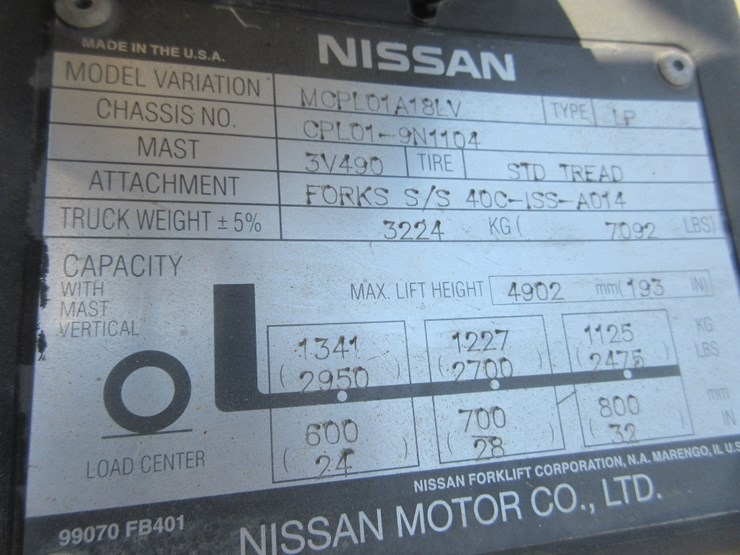 MADE IN THE U.S.A. NISSAN
MODEL VARIATION MCPL01A18LV TYPE LP
CHASSIS NO. CPL01-9N1104
MAST 3V490 TIRE STD TREAD
ATTACHMENT FORKS S/S 40C-ISS-A014
TRUCK WEIGHT ± 5% 3224 KG( 7092 LBS)
CAPACITY
WITH
MAST
VERTICAL
MAX. LIFT HEIGHT 4902 mm(193 IN)
1341 1227 1125 KG
(2950) (2700) (2475) LBS
600 700 800 mm
(24) (28) (32) IN
LOAD CENTER
NISSAN FORKLIFT CORPORATION, N.A. MARENGO, IL U.S
99070 FB401 NISSAN MOTOR CO., LTD.